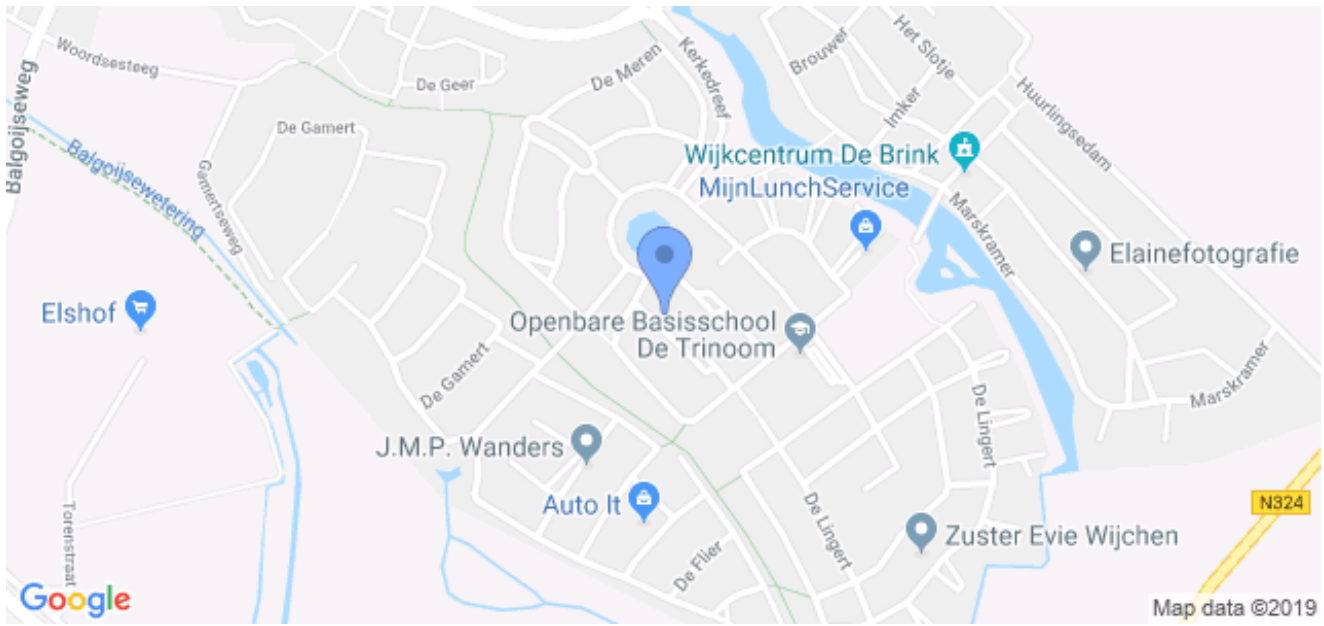 Woordsesteeg
De Geer
De Meren
Kerkedreef
Brouwer
Het Slotje
Huurlingsedam
Imker
De Gamert
Balgoijseweg
Balgoijsewetering
Gamertseweg
Wijkcentrum De Brink
MijnLunchService
Marskramer
Elainefotografie
Elshof
Openbare Basisschool
De Trinoom
De Gamert
Marskramer
De Lingert
J.M.P. Wanders
Auto It
N324
De Lingert
Zuster Evie Wijchen
De Flier
Torenstraat
Google
Map data ©2019